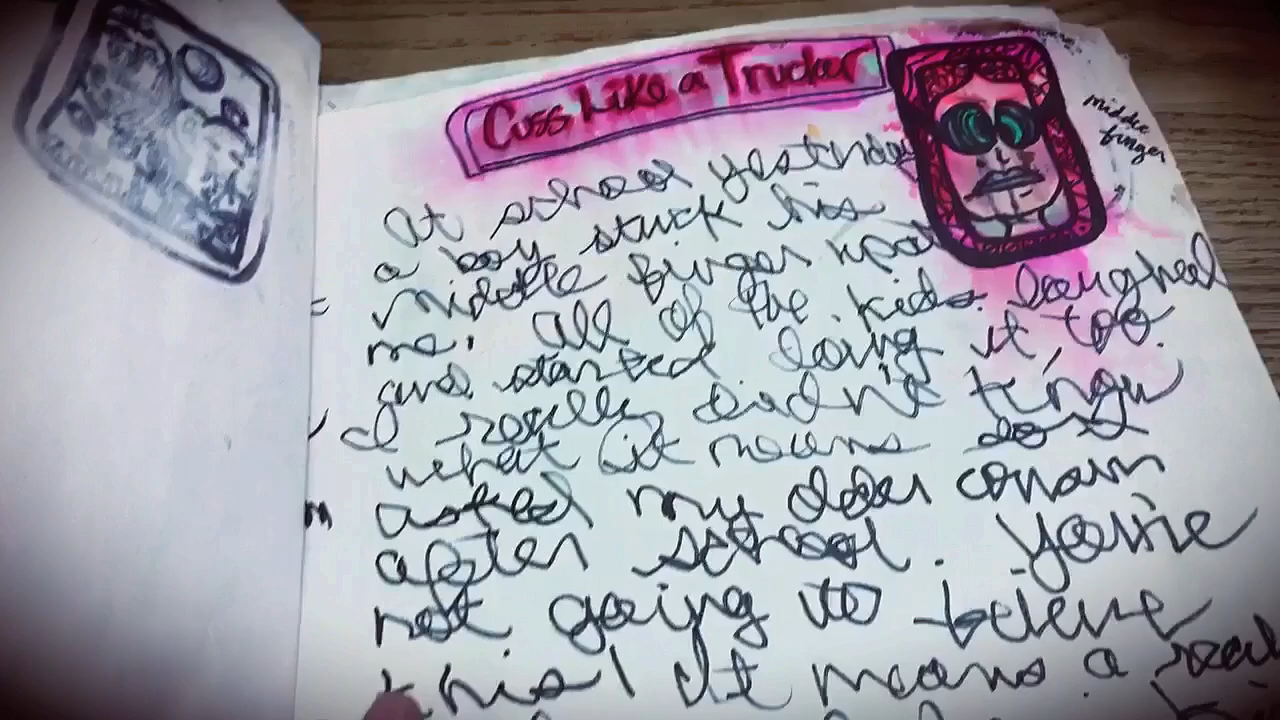 Cuss Like a Trucker
middle
finger
At school yesterday
a boy stuck his
middle finger up at
me. All of the kids laughed
and started doing it too.
I really didn't
what it means so I
asked my older cousin
after school. You're
not going to beleve
this! It means a real